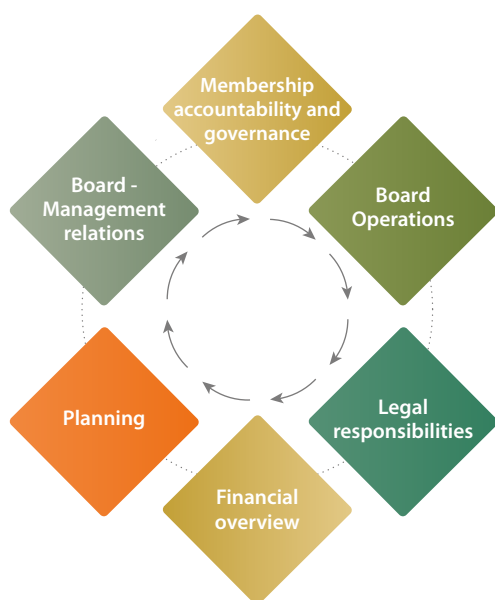 Membership
accountability and
governance
Board
Operations
Legal
responsibilities
Financial
overview
Planning
Board -
Management
relations